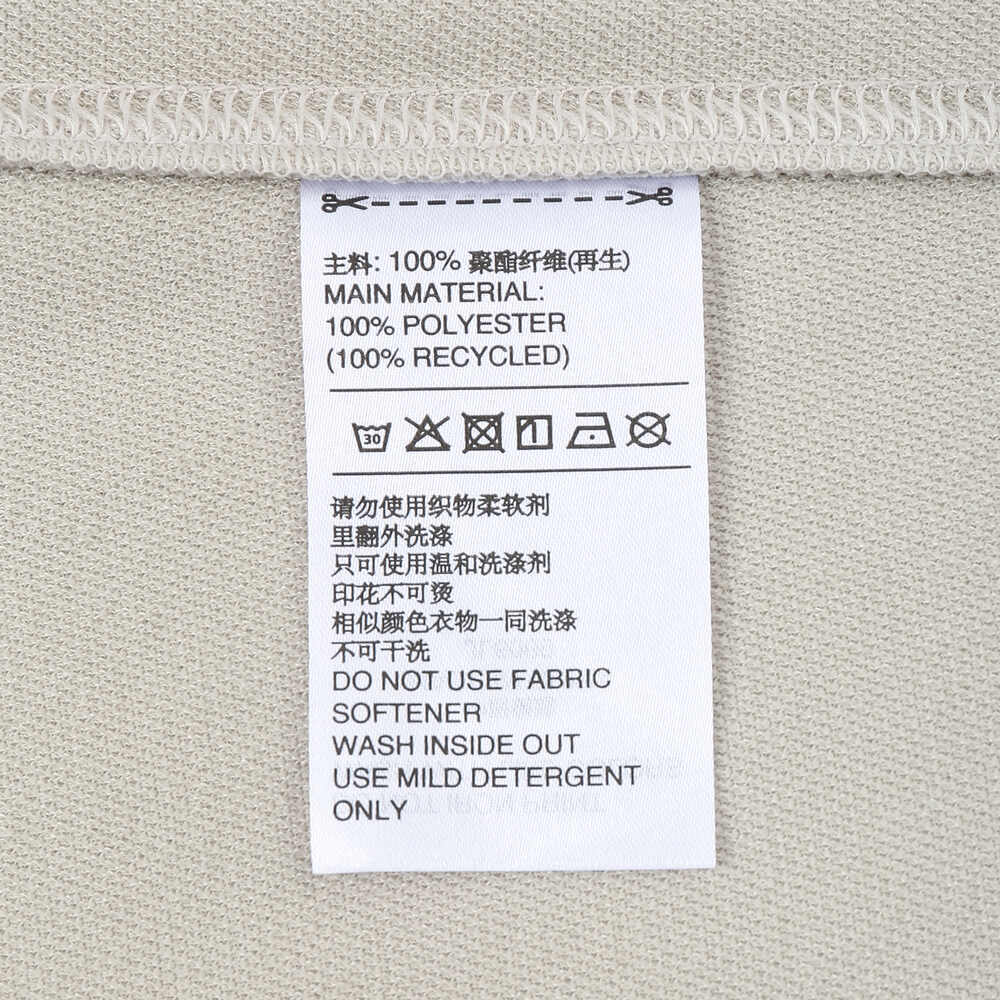 主料: 100% 聚酯纤维(再生)
MAIN MATERIAL:
100% POLYESTER
(100% RECYCLED)
30
请勿使用织物柔软剂
里翻外洗涤
只可使用温和洗涤剂
印花不可烫
相似颜色衣物一同洗涤
不可干洗
DO NOT USE FABRIC
SOFTENER
WASH INSIDE OUT
USE MILD DETERGENT
ONLY